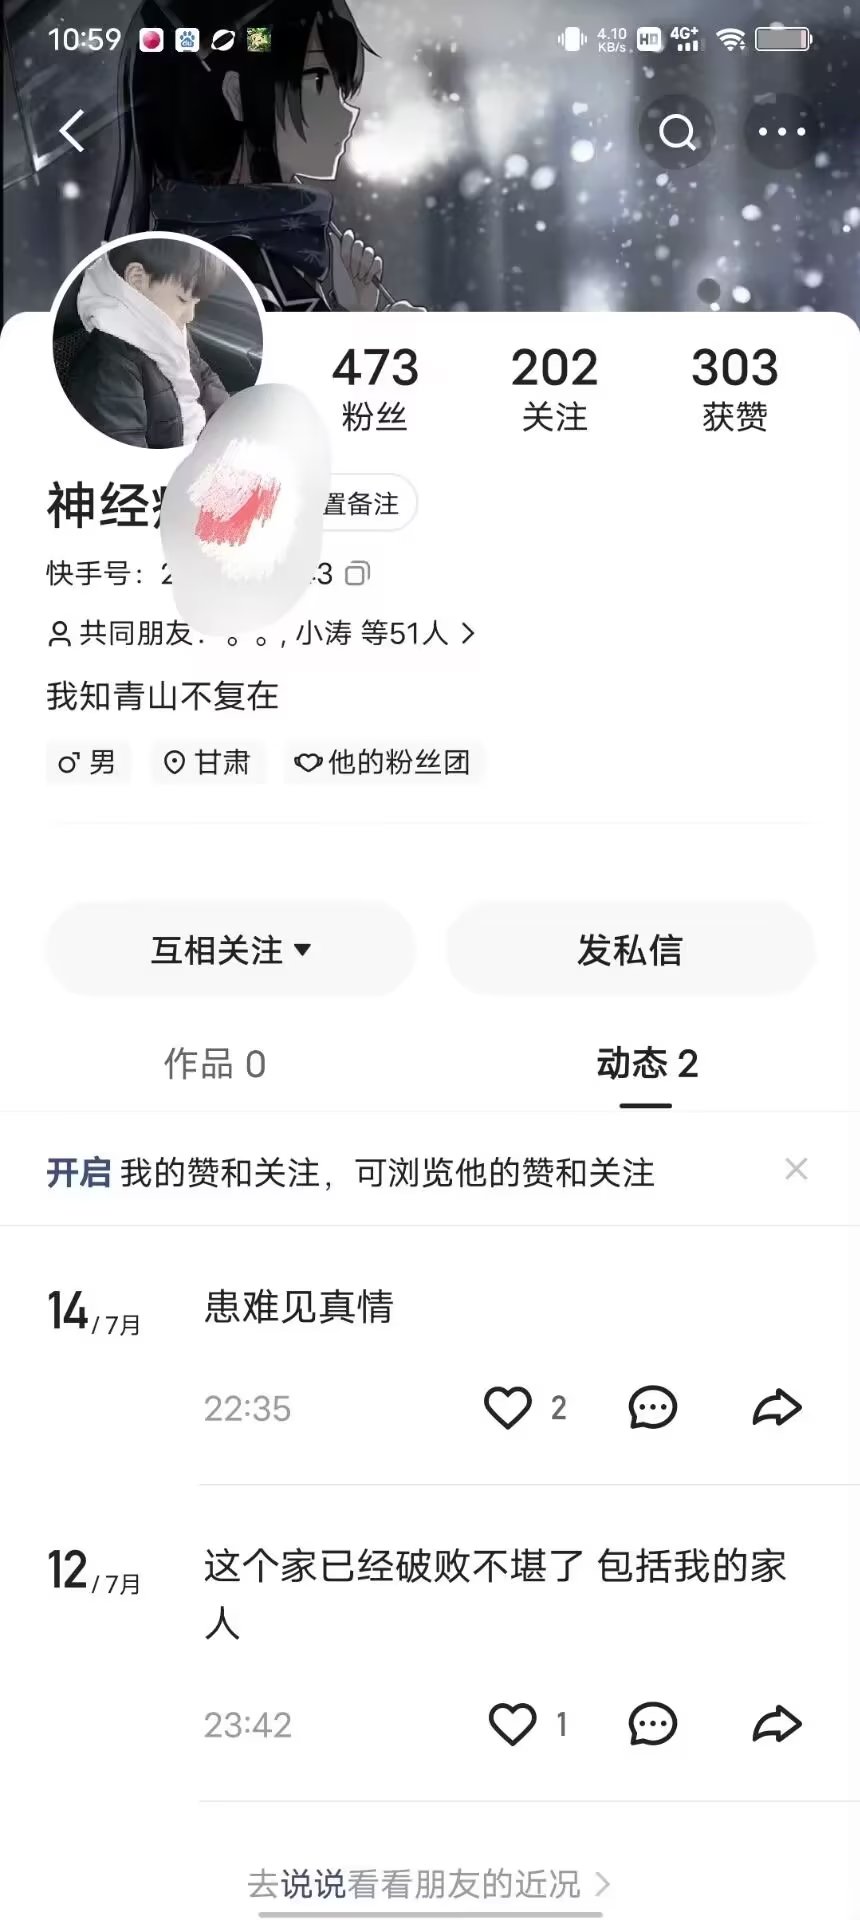 10:59
4.10 KB/s
HD
4G+
473
202
303
粉丝
关注
获赞
神经
置备注
快手号：2
3
共同朋友：。。, 小涛 等51人
我知青山不复在
男
甘肃
他的粉丝团
互相关注
发私信
作品 0
动态 2
开启 我的赞和关注，可浏览他的赞和关注
14/7月
患难见真情
22:35
2
12/7月
这个家已经破败不堪了 包括我的家
人
23:42
1
去说说看看朋友的近况